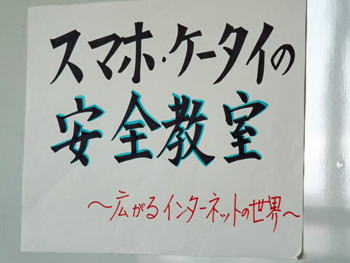 スマホ・ケータイの
安全教室
～広がるインターネットの世界～